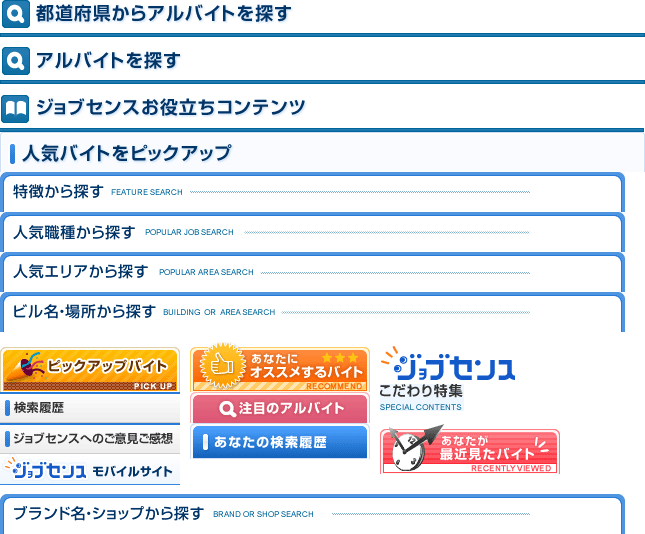 都道府県からアルバイトを探す
アルバイトを探す
ジョブセンスお役立ちコンテンツ
人気バイトをピックアップ
特徴から探す FEATURE SEARCH
人気職種から探す POPULAR JOB SEARCH
人気エリアから探す POPULAR AREA SEARCH
ビル名・場所から探す BUILDING OR AREA SEARCH
ピックアップバイト
PICK UP
検索履歴
ジョブセンスへのご意見ご感想
ジョブセンス モバイルサイト
あなたに
オススメするバイト
RECOMMEND
注目のアルバイト
あなたの検索履歴
ジョブセンス
こだわり特集
SPECIAL CONTENTS
あなたが
最近見たバイト
RECENTLY VIEWED
ブランド名・ショップから探す BRAND OR SHOP SEARCH